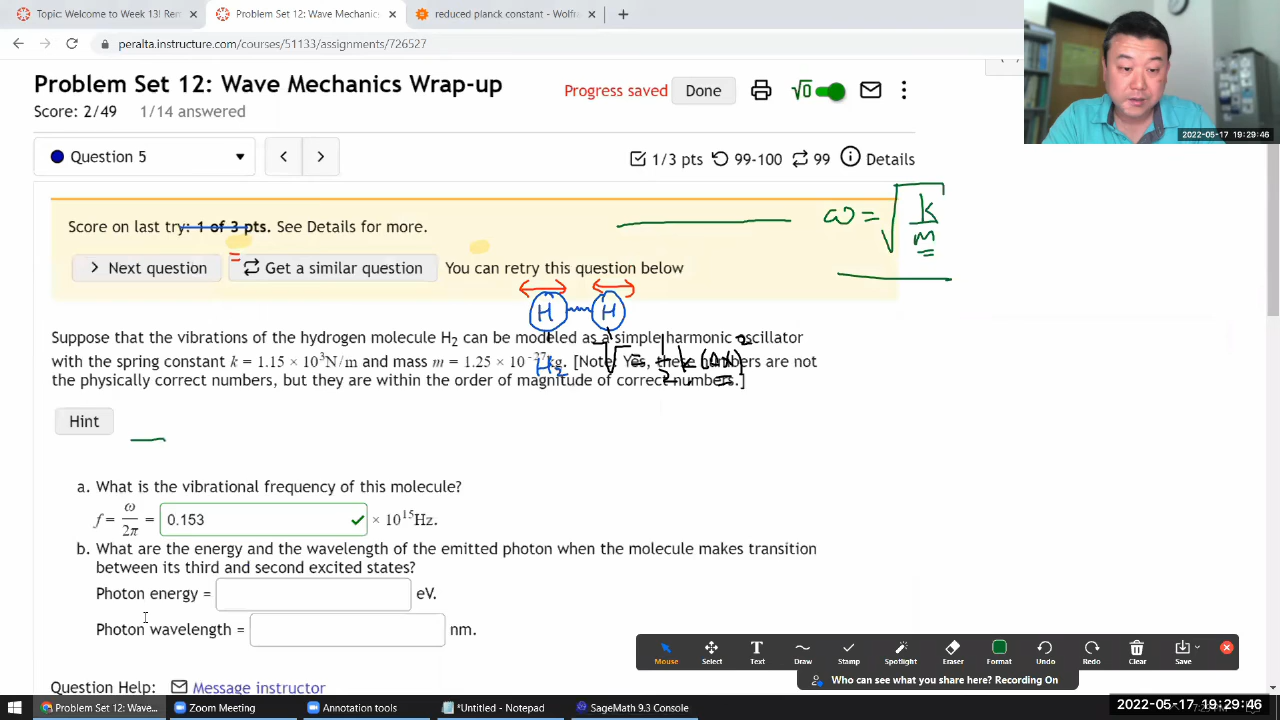 Topic Welcome to Week 13! Ener
Problem Set 12: Wave Mechanics
reduced planck constant - Wolfr
peralta.instructure.com/courses/51133/assignments/726527
Problem Set 12: Wave Mechanics Wrap-up
Progress saved
Done
√0
Score: 2/49 1/14 answered
2022-05-17 19:29:46
Question 5
1/3 pts 99-100 99 Details
ω = √(k/m)
Score on last try: 1 of 3 pts. See Details for more.
Next question
Get a similar question
You can retry this question below
H H
Suppose that the vibrations of the hydrogen molecule H2 can be modeled as a simple harmonic oscillator
with the spring constant k = 1.15 × 10³N/m and mass m = 1.25 × 10⁻²⁷kg. [Note: Yes, these numbers are not
the physically correct numbers, but they are within the order of magnitude of correct numbers.]
H2
V = 1/2 k (Δx)²
Hint
a. What is the vibrational frequency of this molecule?
f = ω/2π = 0.153 × 10¹⁵Hz.
b. What are the energy and the wavelength of the emitted photon when the molecule makes transition
between its third and second excited states?
Photon energy = eV.
Photon wavelength = nm.
Mouse Select Text Draw Stamp Spotlight Eraser Format Undo Redo Clear Save
Who can see what you share here? Recording On
Question Help: Message instructor
Problem Set 12: Wave...
Zoom Meeting
Annotation tools
*Untitled - Notepad
SageMath 9.3 Console
2022-05-17 19:29:46